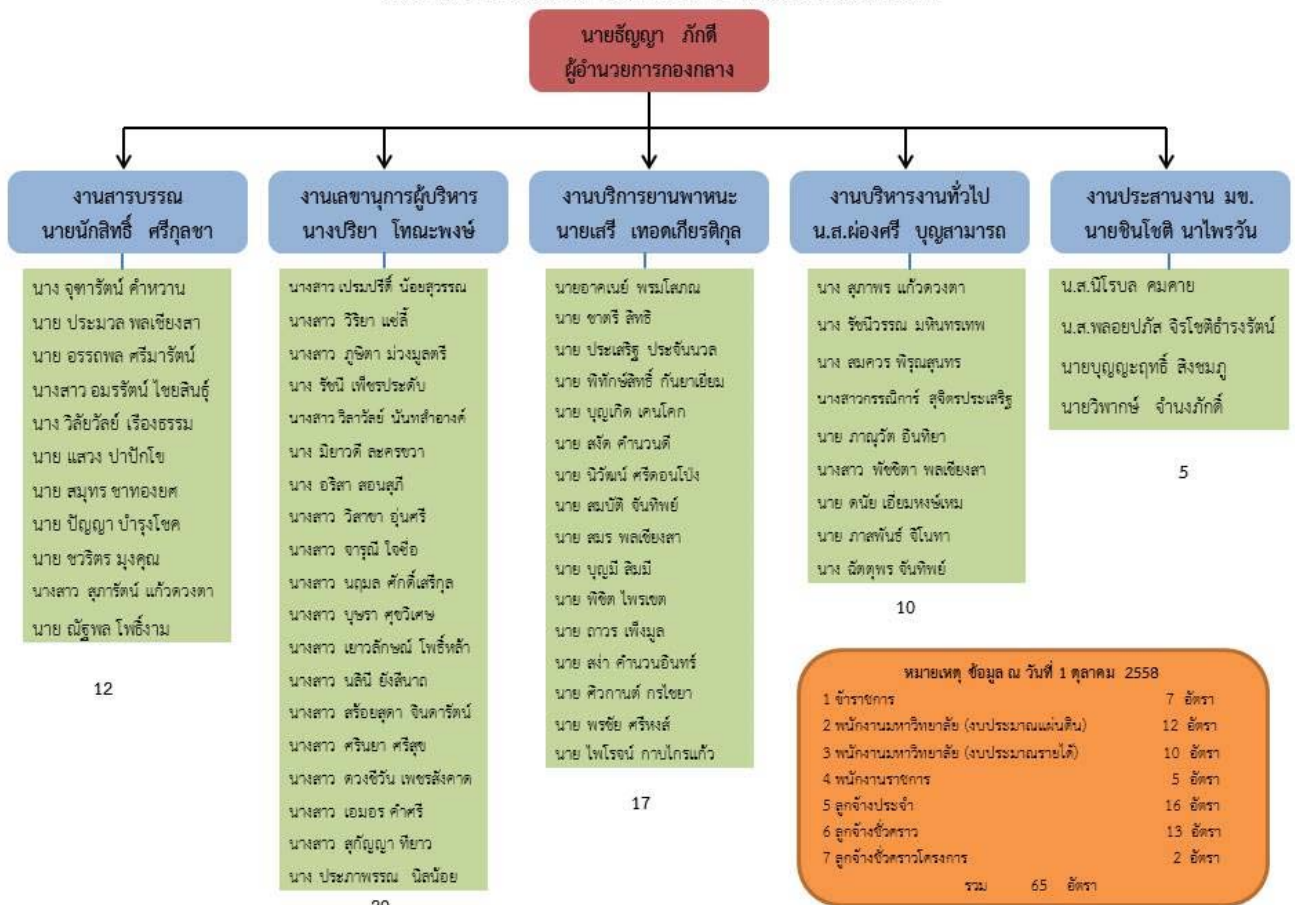 นายธัญญา ภักดี
ผู้อำนวยการกองกลาง
งานสารบรรณ
นายนักสิทธิ์ ศรีกุลชา
นาง จุฑารัตน์ คำหวาน
นาย ประมวล พลเชียงสา
นาย อรรถพล ศรีมารัตน์
นางสาว อมรรัตน์ ไชยสินธุ์
นาง วิลัยวัลย์ เรืองธรรม
นาย แสวง ปาปักโข
นาย สมุทร ชาทองยศ
นาย ปัญญา บำรุงโชค
นาย ชวริตร มุงคุณ
นางสาว สุภารัตน์ แก้วดวงตา
นาย ณัฐพล โพธิ์งาม
12
งานเลขานุการผู้บริหาร
นางปริยา โทณะพงษ์
นางสาว เปรมปรีดิ์ น้อยสุวรรณ
นางสาว วิริยา แซ่ลี้
นางสาว ภูษิตา ม่วงมูลตรี
นาง รัชนี เพ็ชรประดับ
นางสาว วิลาวัลย์ นันทสำอางค์
นาง มิยาวดี ละครขวา
นาง อริสา สอนสุภี
นางสาว วิสาขา อุ่นศรี
นางสาว จารุณี ใจซื่อ
นางสาว นฤมล ศักดิ์เสรีกุล
นางสาว บุษรา ศุขวิเศษ
นางสาว เยาวลักษณ์ โพธิ์หล้า
นางสาว นลินี ยังสีนาถ
นางสาว สร้อยสุดา จินดารัตน์
นางสาว ศรินยา ศรีสุข
นางสาว ดวงชีวัน เพชรสังคาด
นางสาว เอมอร คำศรี
นางสาว สุกัญญา ทียาว
นาง ประภาพรรณ นิลน้อย
งานบริการยานพาหนะ
นายเสรี เทอดเกียรติกุล
นายอาคเนย์ พรมโสภณ
นาย ชาตรี สิทธิ
นาย ประเสริฐ ประจันนวล
นาย พิทักษ์สิทธิ์ กันยาเยียม
นาย บุญเกิด เคนโคก
นาย สงัด คำนวนดี
นาย นิวัฒน์ ศรีดอนโป่ง
นาย สมบัติ จันทิพย์
นาย สมร พลเชียงสา
นาย บุญมี สิมมี
นาย พิชิต ไพรเขต
นาย ถาวร เพ็งมูล
นาย สง่า คำนวนอินทร์
นาย ศิวกานต์ กรไชยา
นาย พรชัย ศรีหงส์
นาย ไพโรจน์ กาบไกรแก้ว
17
งานบริหารงานทั่วไป
น.ส.ผ่องศรี บุญสามารถ
นาง สุภาพร แก้วดวงตา
นาง รัชนีวรรณ มหินทรเทพ
นาง สมควร พิรุณสุนทร
นางสาวกรรณิการ์ สุจิตรประเสริฐ
นาย ภาณุวัต อินทิยา
นางสาว พัชชิตา พลเชียงสา
นาย ดนัย เอี่ยมหงษ์เหม
นาย ภาสพันธ์ จิโนทา
นาง ฉัตตุพร จันทิพย์
10
งานประสานงาน มข.
นายชินโชติ นาไพรวัน
น.ส.นิโรบล คมคาย
น.ส.พลอยปภัส จิรโชติธำรงรัตน์
นายบุญญะฤทธิ์ สิงชมภู
นายวิพากษ์ จำนงภักดิ์
5
หมายเหตุ ข้อมูล ณ วันที่ 1 ตุลาคม 2558
1 ข้าราชการ 7 อัตรา
2 พนักงานมหาวิทยาลัย (งบประมาณแผ่นดิน) 12 อัตรา
3 พนักงานมหาวิทยาลัย (งบประมาณรายได้) 10 อัตรา
4 พนักงานราชการ 5 อัตรา
5 ลูกจ้างประจำ 16 อัตรา
6 ลูกจ้างชั่วคราว 13 อัตรา
7 ลูกจ้างชั่วคราวโครงการ 2 อัตรา
รวม 65 อัตรา